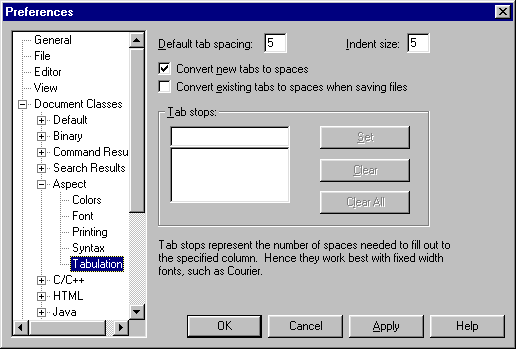 Preferences
General
File
Editor
View
Document Classes
Default
Binary
Command Resu
Search Results
Aspect
Colors
Font
Printing
Syntax
Tabulation
C/C++
HTML
Java
Default tab spacing: 5 Indent size: 5
Convert new tabs to spaces
Convert existing tabs to spaces when saving files
Tab stops:
Set
Clear
Clear All
Tab stops represent the number of spaces needed to fill out to
the specified column. Hence they work best with fixed width
fonts, such as Courier.
OK Cancel Apply Help